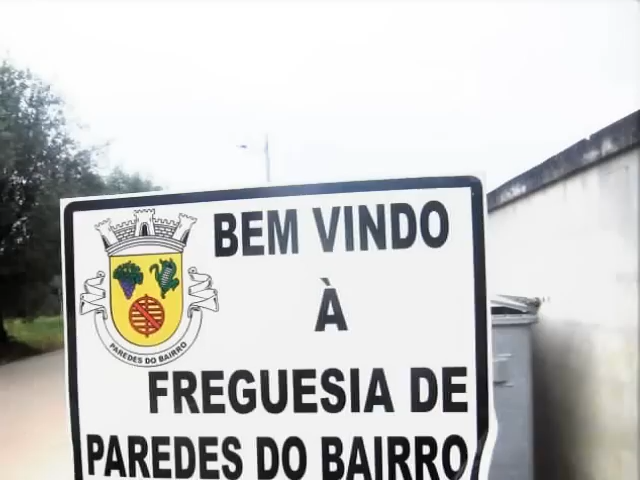 BEM VINDO
À
FREGUESIA DE
PAREDES DO BAIRRO
PAREDES DO BAIRRO